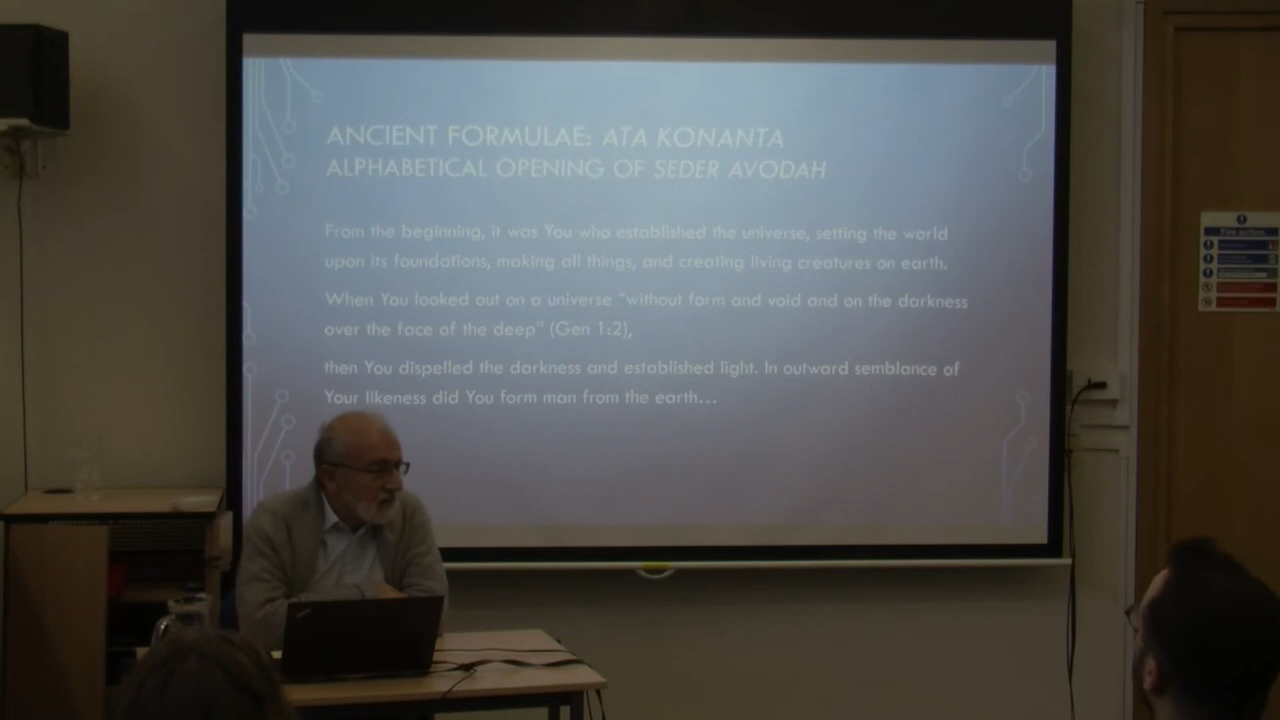 ANCIENT FORMULAE: ATA KONANTA
ALPHABETICAL OPENING OF SEDER AVODAH
From the beginning, it was You who established the universe, setting the world
upon its foundations, making all things, and creating living creatures on earth.
When You looked out on a universe “without form and void and on the darkness
over the face of the deep” (Gen 1:2),
then You dispelled the darkness and established light. In outward semblance of
Your likeness did You form man from the earth…
Fire action